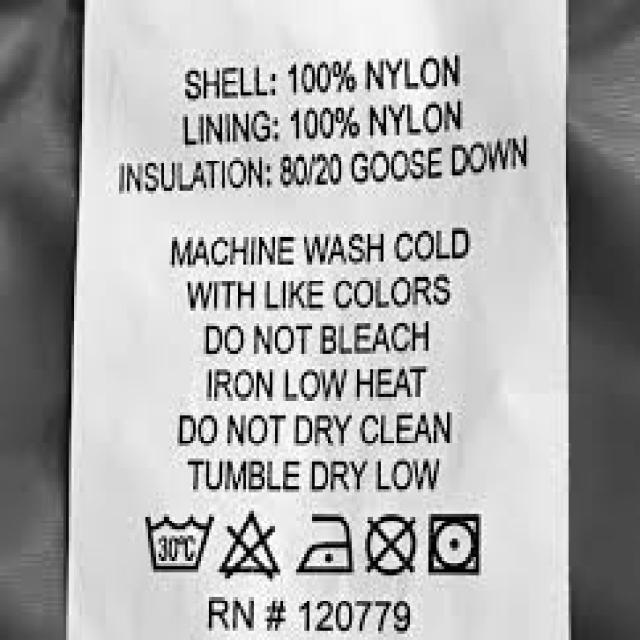 SHELL: 100% NYLON
LINING: 100% NYLON
INSULATION: 80/20 GOOSE DOWN
MACHINE WASH COLD
WITH LIKE COLORS
DO NOT BLEACH
IRON LOW HEAT
DO NOT DRY CLEAN
TUMBLE DRY LOW
30°C
RN # 120779